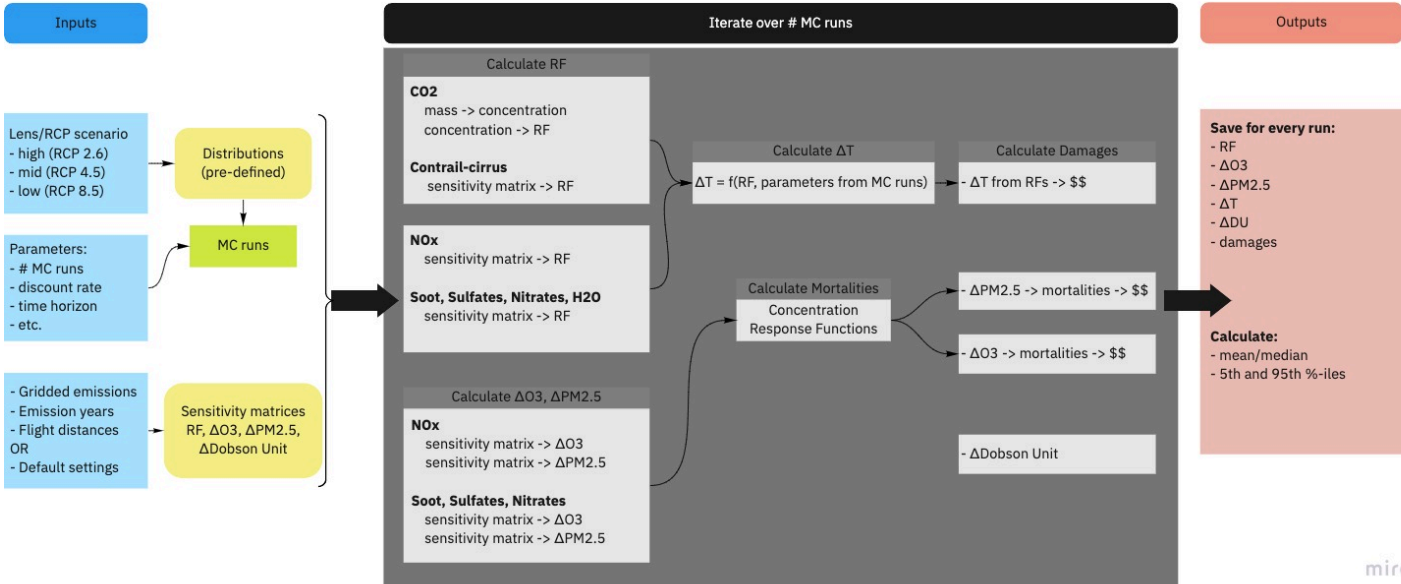 Inputs
Iterate over # MC runs
Outputs
Lens/RCP scenario
- high (RCP 2.6)
- mid (RCP 4.5)
- low (RCP 8.5)
Distributions
(pre-defined)
MC runs
Parameters:
- # MC runs
- discount rate
- time horizon
- etc.
- Gridded emissions
- Emission years
- Flight distances
OR
- Default settings
Sensitivity matrices
RF, ΔO3, ΔPM2.5,
ΔDobson Unit
Calculate RF
CO2
mass -> concentration
concentration -> RF
Contrail-cirrus
sensitivity matrix -> RF
NOx
sensitivity matrix -> RF
Soot, Sulfates, Nitrates, H2O
sensitivity matrix -> RF
Calculate ΔO3, ΔPM2.5
NOx
sensitivity matrix -> ΔO3
sensitivity matrix -> ΔPM2.5
Soot, Sulfates, Nitrates
sensitivity matrix -> ΔO3
sensitivity matrix -> ΔPM2.5
Calculate ΔT
ΔT = f(RF, parameters from MC runs)
Calculate Mortalities
Concentration
Response Functions
Calculate Damages
- ΔT from RFs -> $$
- ΔPM2.5 -> mortalities -> $$
- ΔO3 -> mortalities -> $$
- ΔDobson Unit
Save for every run:
- RF
- ΔO3
- ΔPM2.5
- ΔT
- ΔDU
- damages
Calculate:
- mean/median
- 5th and 95th %-iles